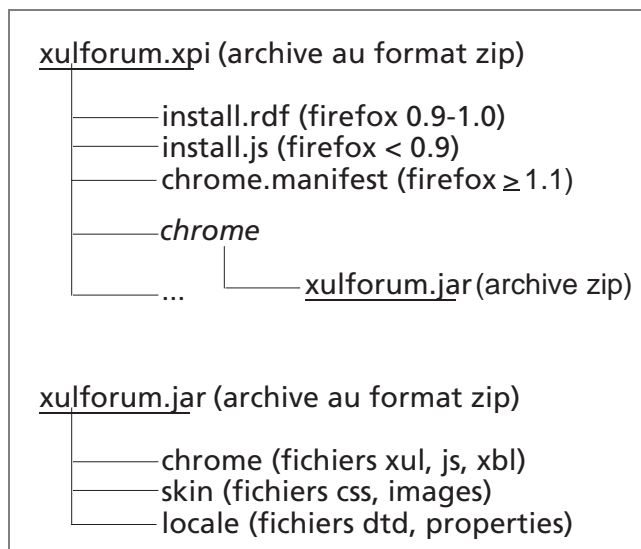 xulforum.xpi (archive au format zip)
install.rdf (firefox 0.9-1.0)
install.js (firefox < 0.9)
chrome.manifest (firefox ≥ 1.1)
chrome
xulforum.jar (archive zip)
...
xulforum.jar (archive au format zip)
chrome (fichiers xul, js, xbl)
skin (fichiers css, images)
locale (fichiers dtd, properties)